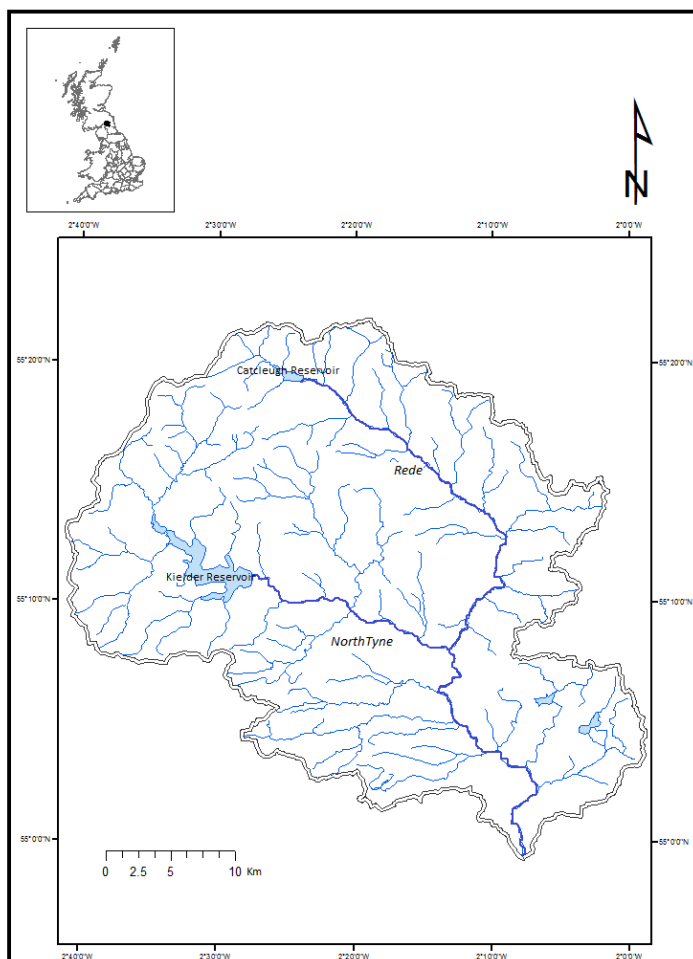 N
2°40'0"W 2°30'0"W 2°20'0"W 2°10'0"W 2°0'0"W
55°20'0"N 55°20'0"N
Catcleugh Reservoir
Rede
Kielder Reservoir
55°10'0"N 55°10'0"N
NorthTyne
55°0'0"N 55°0'0"N
0 2.5 5 10 Km
2°40'0"W 2°30'0"W 2°20'0"W 2°10'0"W 2°0'0"W